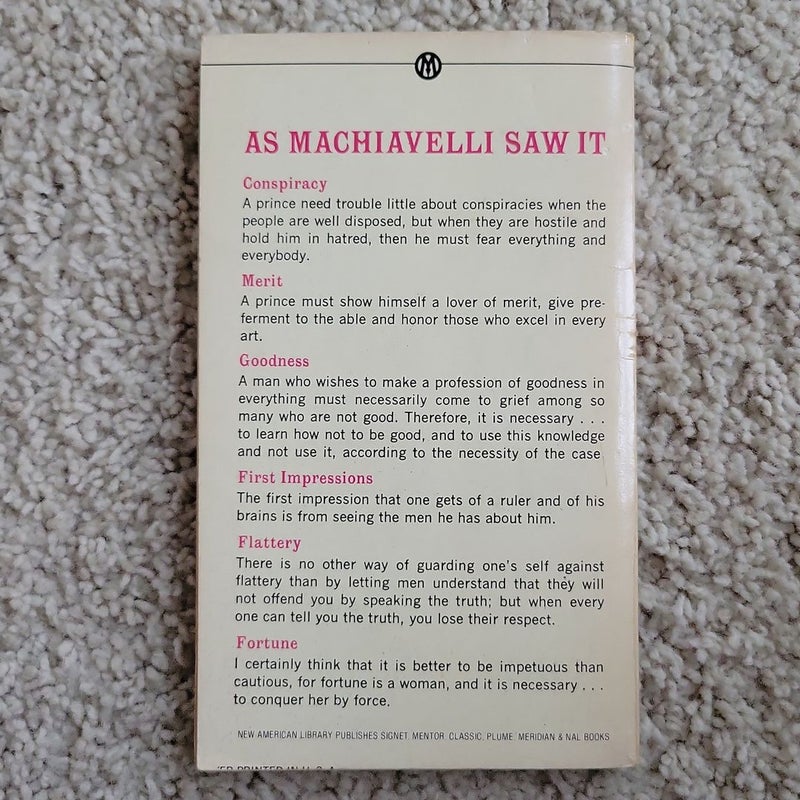 M
AS MACHIAVELLI SAW IT
Conspiracy
A prince need trouble little about conspiracies when the
people are well disposed, but when they are hostile and
hold him in hatred, then he must fear everything and
everybody.
Merit
A prince must show himself a lover of merit, give pre-
ferment to the able and honor those who excel in every
art.
Goodness
A man who wishes to make a profession of goodness in
everything must necessarily come to grief among so
many who are not good. Therefore, it is necessary . . .
to learn how not to be good, and to use this knowledge
and not use it, according to the necessity of the case
First Impressions
The first impression that one gets of a ruler and of his
brains is from seeing the men he has about him.
Flattery
There is no other way of guarding one's self against
flattery than by letting men understand that they will
not offend you by speaking the truth; but when every
one can tell you the truth, you lose their respect.
Fortune
I certainly think that it is better to be impetuous than
cautious, for fortune is a woman, and it is necessary . . .
to conquer her by force.
NEW AMERICAN LIBRARY PUBLISHES SIGNET, MENTOR, CLASSIC, PLUME, MERIDIAN & NAL BOOKS
PRINTED IN U. S. A.